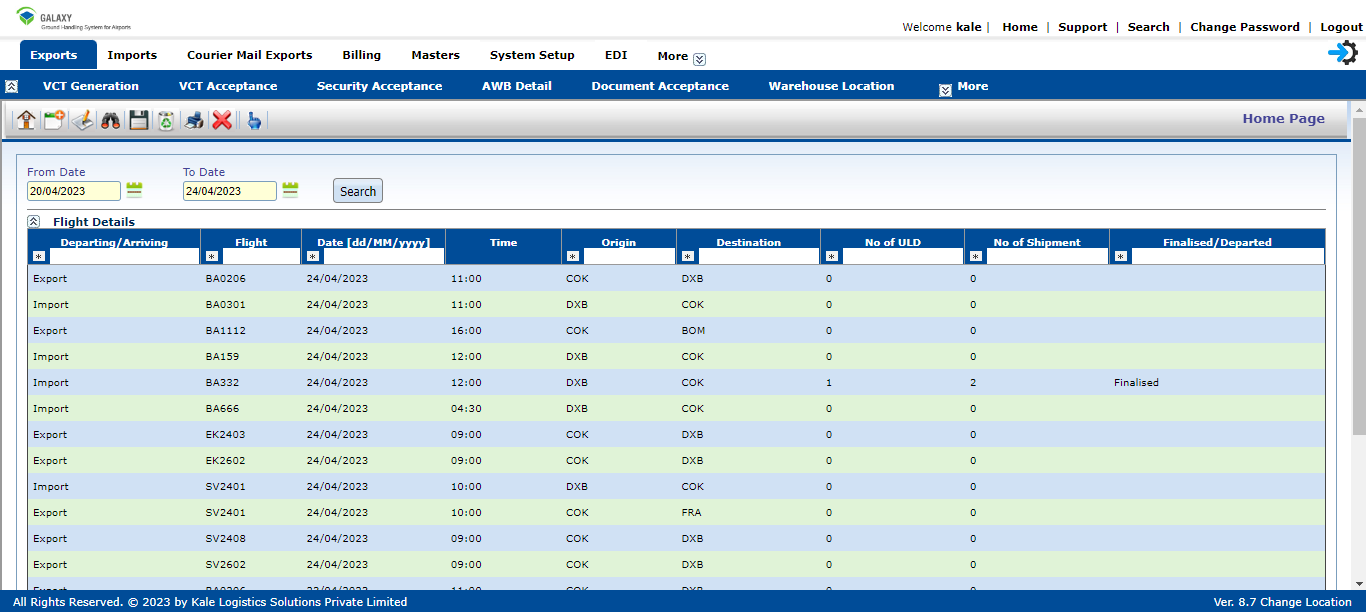 GALAXY
Ground Handling System for Airports
Welcome kale | Home | Support | Search | Change Password | Logout
Exports Imports Courier Mail Exports Billing Masters System Setup EDI More
VCT Generation VCT Acceptance Security Acceptance AWB Detail Document Acceptance Warehouse Location More
Home Page
From Date To Date
20/04/2023 24/04/2023 Search
Flight Details
Departing/Arriving Flight Date [dd/MM/yyyy] Time Origin Destination No of ULD No of Shipment Finalised/Departed
* * * * * * * *
Export BA0206 24/04/2023 11:00 COK DXB 0 0
Import BA0301 24/04/2023 11:00 DXB COK 0 0
Export BA1112 24/04/2023 16:00 COK BOM 0 0
Import BA159 24/04/2023 12:00 DXB COK 0 0
Import BA332 24/04/2023 12:00 DXB COK 1 2 Finalised
Import BA666 24/04/2023 04:30 DXB COK 0 0
Export EK2403 24/04/2023 09:00 COK DXB 0 0
Export EK2602 24/04/2023 09:00 COK DXB 0 0
Import SV2401 24/04/2023 10:00 DXB COK 0 0
Export SV2401 24/04/2023 10:00 COK FRA 0 0
Export SV2408 24/04/2023 09:00 COK DXB 0 0
Export SV2602 24/04/2023 09:00 COK DXB 0 0
All Rights Reserved. © 2023 by Kale Logistics Solutions Private Limited Ver. 8.7 Change Location